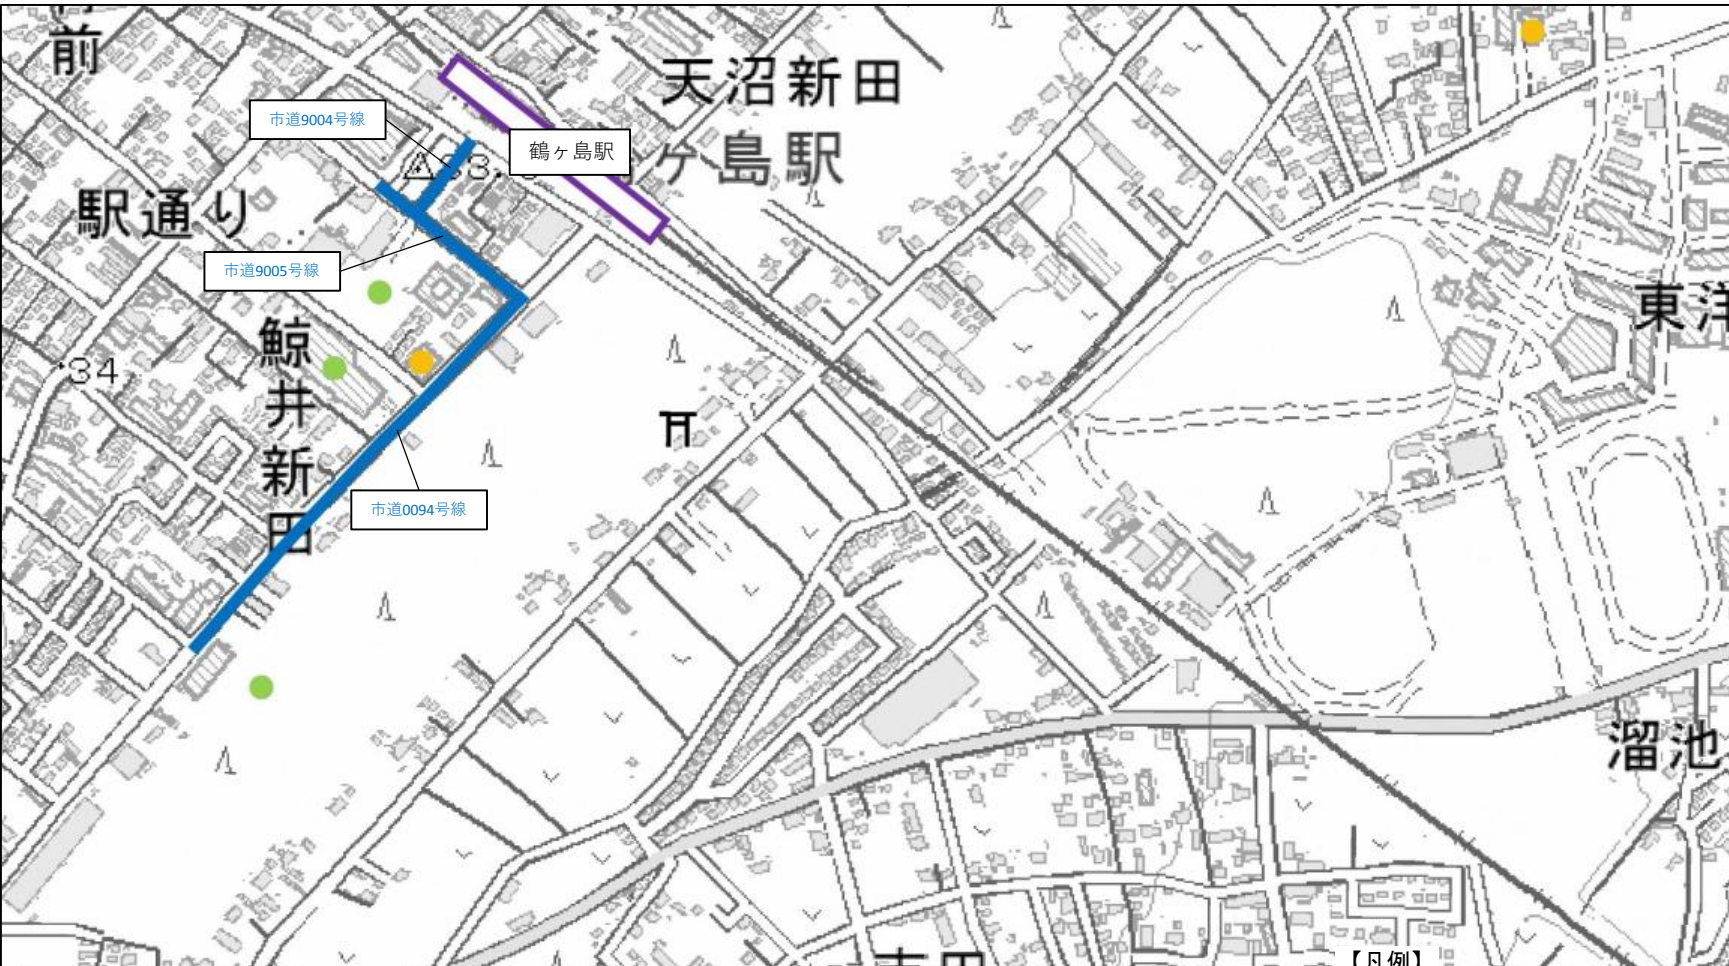 前
天沼新田
市道9004号線
鶴ヶ島駅
ヶ島駅
駅通り
市道9005号線
東洋
鯨井新田
34
市道0094号線
溜池
【凡例】